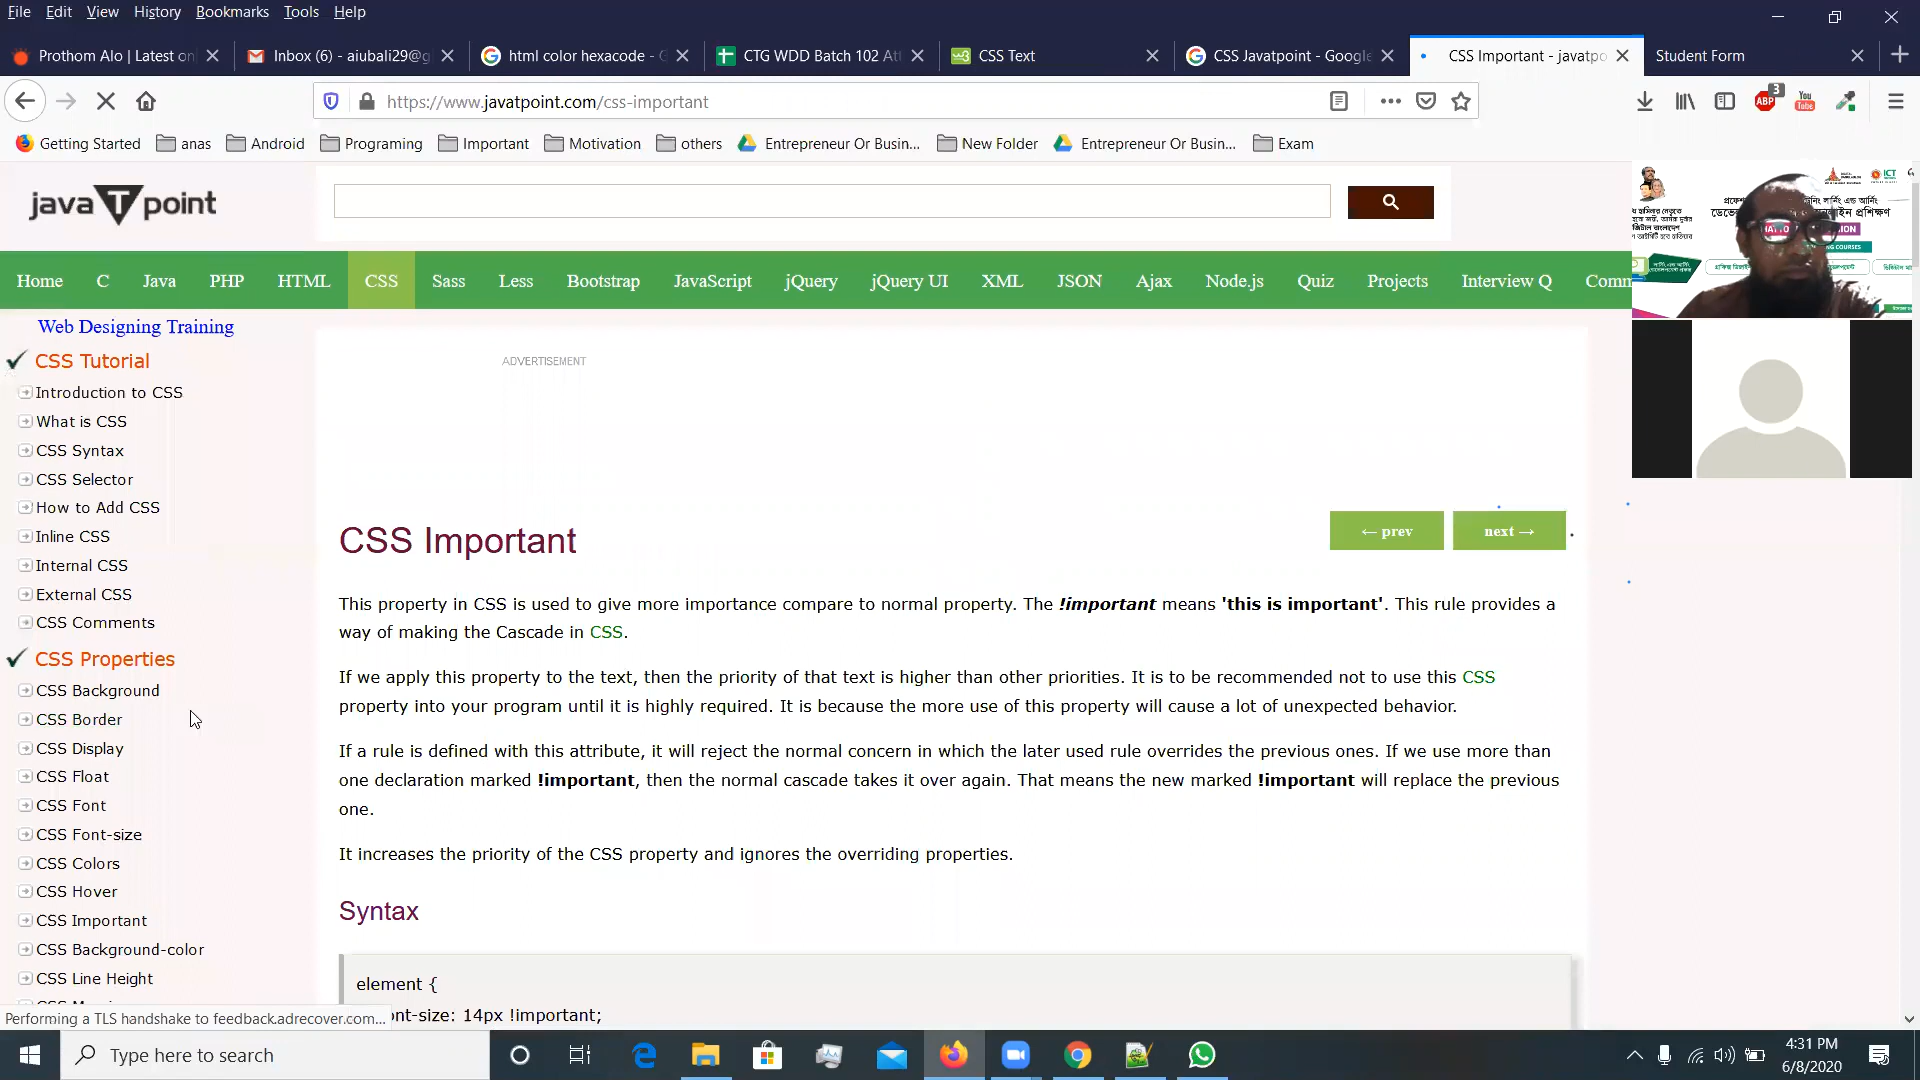 File Edit View History Bookmarks Tools Help
Prothom Alo | Latest on
Inbox (6) - aiubali29@g
html color hexacode - G
CTG WDD Batch 102 Att
CSS Text
CSS Javatpoint - Google
CSS Important - javatpo
Student Form
https://www.javatpoint.com/css-important
3
ABP
You
Tube
Getting Started anas Android Programing Important Motivation others Entrepreneur Or Busin... New Folder Entrepreneur Or Busin... Exam
java T point
Home C Java PHP HTML CSS Sass Less Bootstrap JavaScript jQuery jQuery UI XML JSON Ajax Node.js Quiz Projects Interview Q Comm
Web Designing Training
CSS Tutorial
Introduction to CSS
What is CSS
CSS Syntax
CSS Selector
How to Add CSS
Inline CSS
Internal CSS
External CSS
CSS Comments
CSS Properties
CSS Background
CSS Border
CSS Display
CSS Float
CSS Font
CSS Font-size
CSS Colors
CSS Hover
CSS Important
CSS Background-color
CSS Line Height
ADVERTISEMENT
CSS Important
← prev
next →
This property in CSS is used to give more importance compare to normal property. The !important means 'this is important'. This rule provides a
way of making the Cascade in CSS.
If we apply this property to the text, then the priority of that text is higher than other priorities. It is to be recommended not to use this CSS
property into your program until it is highly required. It is because the more use of this property will cause a lot of unexpected behavior.
If a rule is defined with this attribute, it will reject the normal concern in which the later used rule overrides the previous ones. If we use more than
one declaration marked !important, then the normal cascade takes it over again. That means the new marked !important will replace the previous
one.
It increases the priority of the CSS property and ignores the overriding properties.
Syntax
element {
ont-size: 14px !important;
Performing a TLS handshake to feedback.adrecover.com...
ICT
Type here to search
4:31 PM
6/8/2020